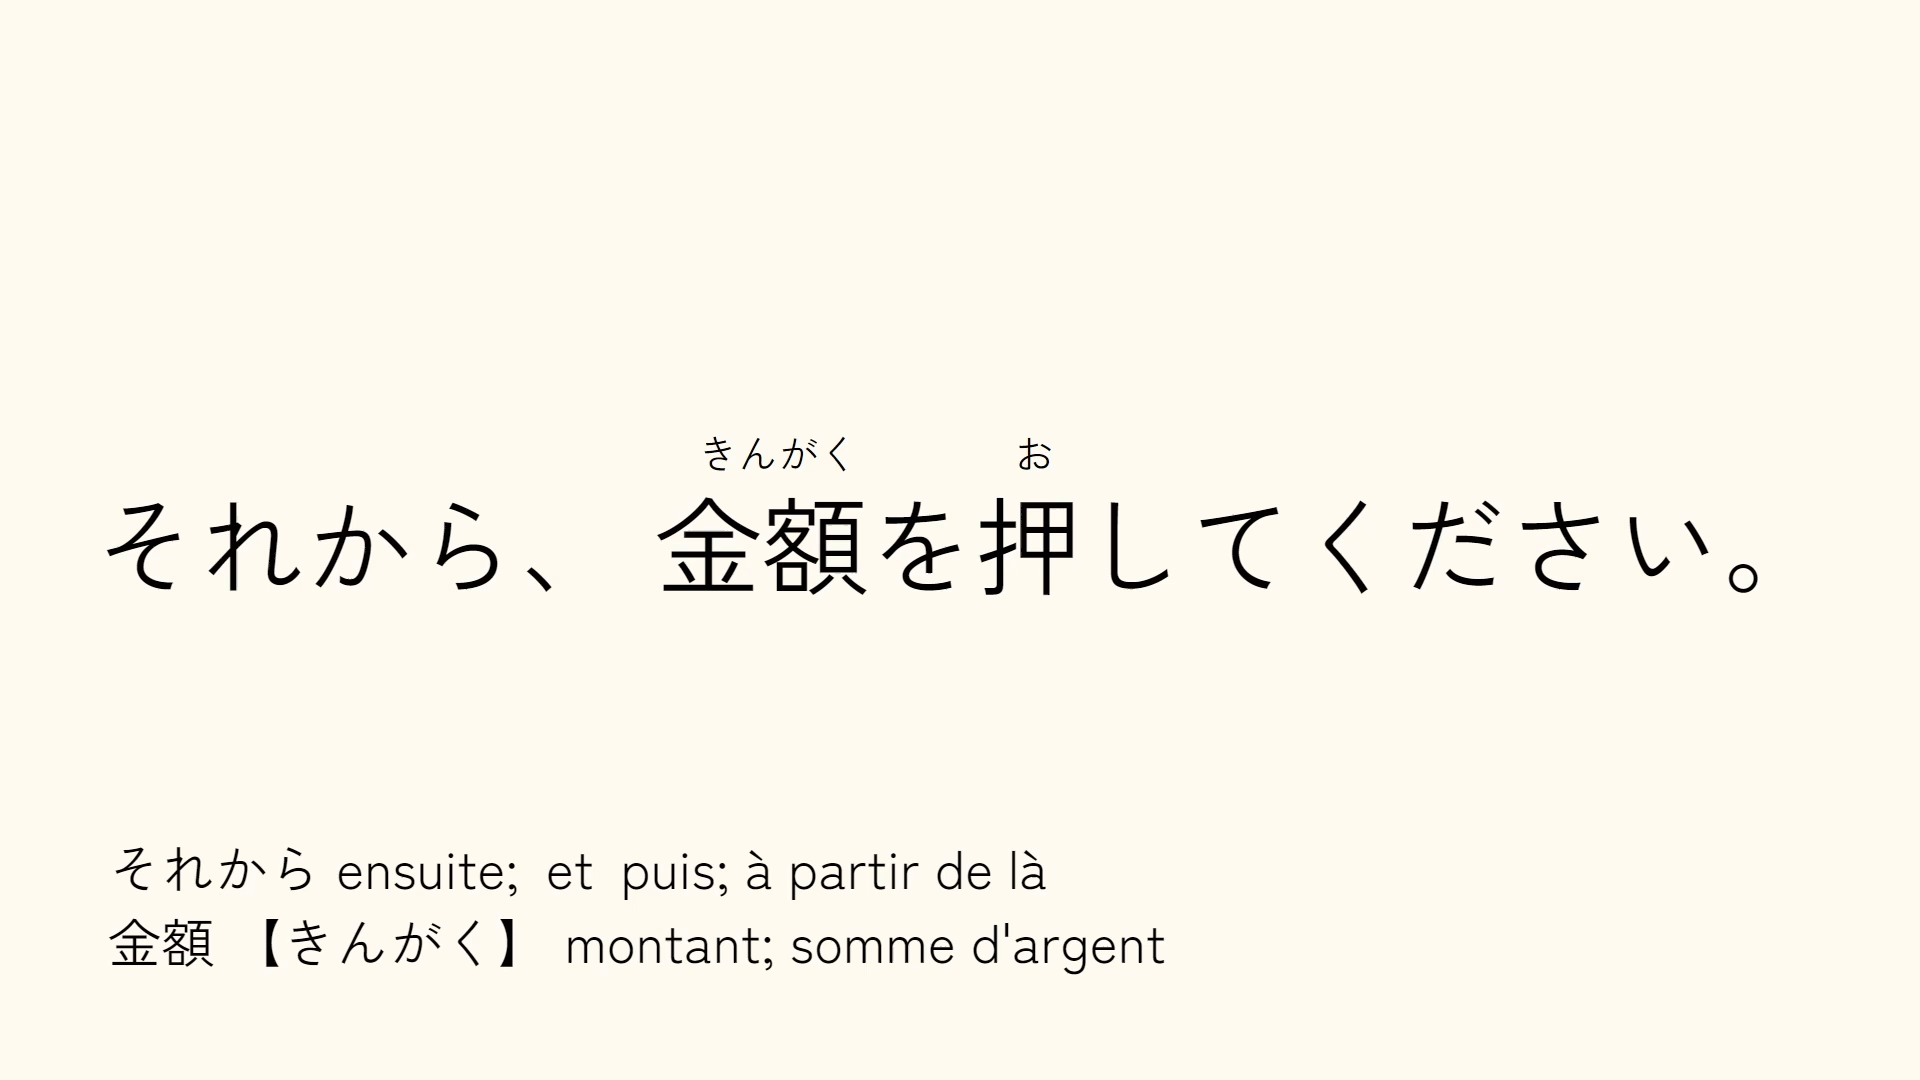 きんがく お
それから、 金額を押してください。
それから ensuite; et puis; à partir de là
金額 【きんがく】 montant; somme d'argent